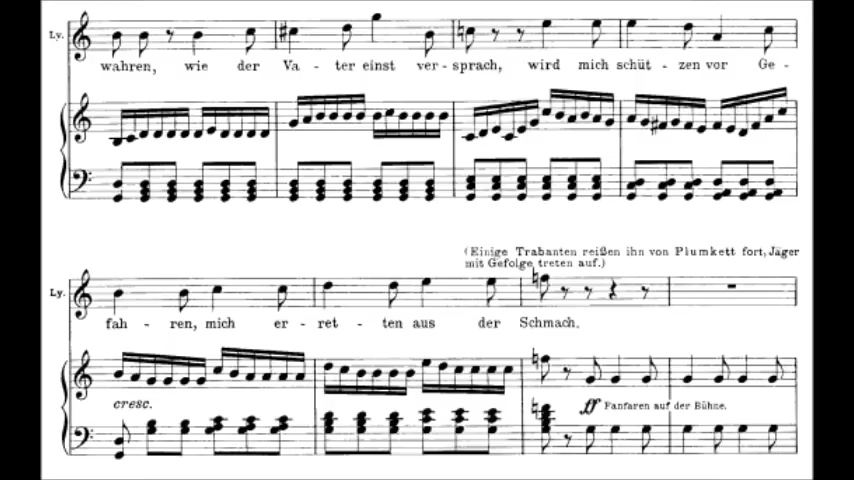 Ly.
wahren, wie der Va - ter einst ver - sprach, wird mich schüt - zen vor Ge -
(Einige Trabanten reißen ihn von Plumkett fort, Jäger
mit Gefolge treten auf.)
Ly.
fah - ren, mich er - ret - ten aus der Schmach.
cresc.
ff Fanfaren auf der Bühne.